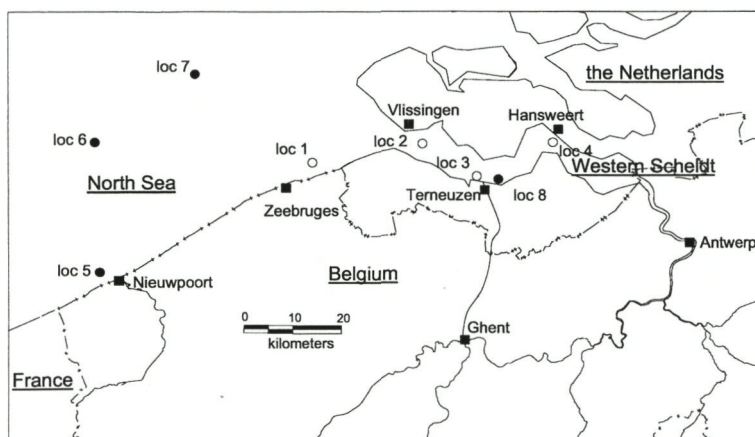 loc 7
the Netherlands
Vlissingen
Hansweert
loc 6
loc 1
loc 2
loc 4
loc 3
Western Scheldt
North Sea
loc 8
Terneuzen
Zeebruges
Antwerp
loc 5
Nieuwpoort
Belgium
0 10 20
kilometers
Ghent
France